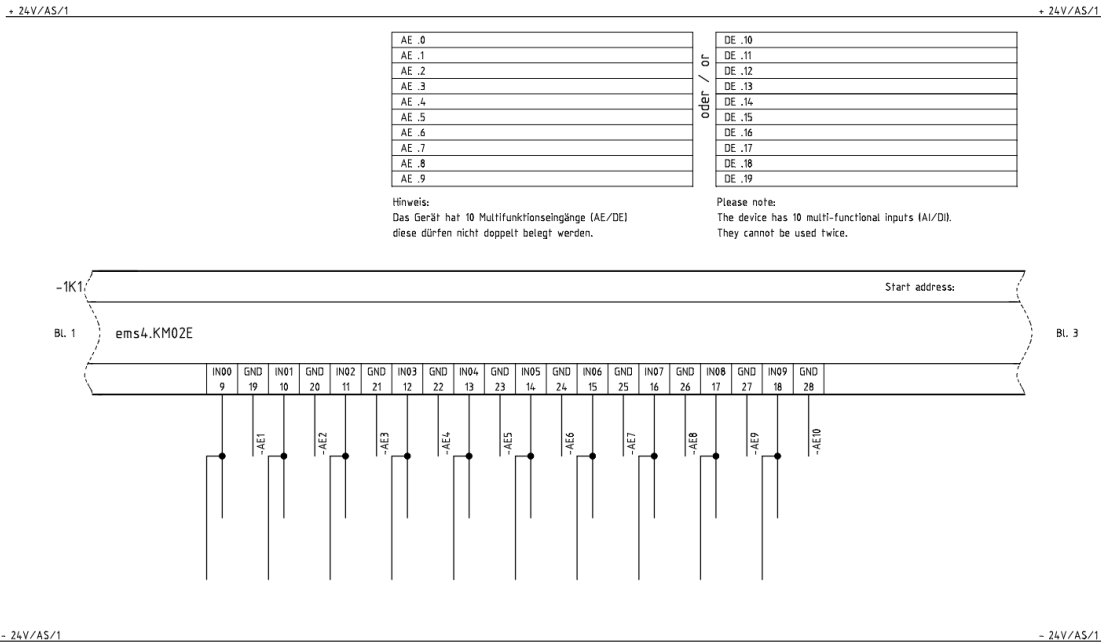 + 24V/AS/1 + 24V/AS/1
AE .0 DE .10
AE .1 DE .11
AE .2 DE .12
AE .3 DE .13
AE .4 DE .14
AE .5 DE .15
AE .6 DE .16
AE .7 DE .17
AE .8 DE .18
AE .9 DE .19
oder / or
Hinweis:
Das Gerät hat 10 Multifunktionseingänge (AE/DE)
diese dürfen nicht doppelt belegt werden.
Please note:
The device has 10 multi-functional inputs (AI/DI).
They cannot be used twice.
-1K1 Start address:
Bl. 1 ems4.KM02E Bl. 3
IN00 GND IN01 GND IN02 GND IN03 GND IN04 GND IN05 GND IN06 GND IN07 GND IN08 GND IN09 GND
9 19 10 20 11 21 12 22 13 23 14 24 15 25 16 26 17 27 18 28
-AE1 -AE2 -AE3 -AE4 -AE5 -AE6 -AE7 -AE8 -AE9 -AE10
- 24V/AS/1 - 24V/AS/1